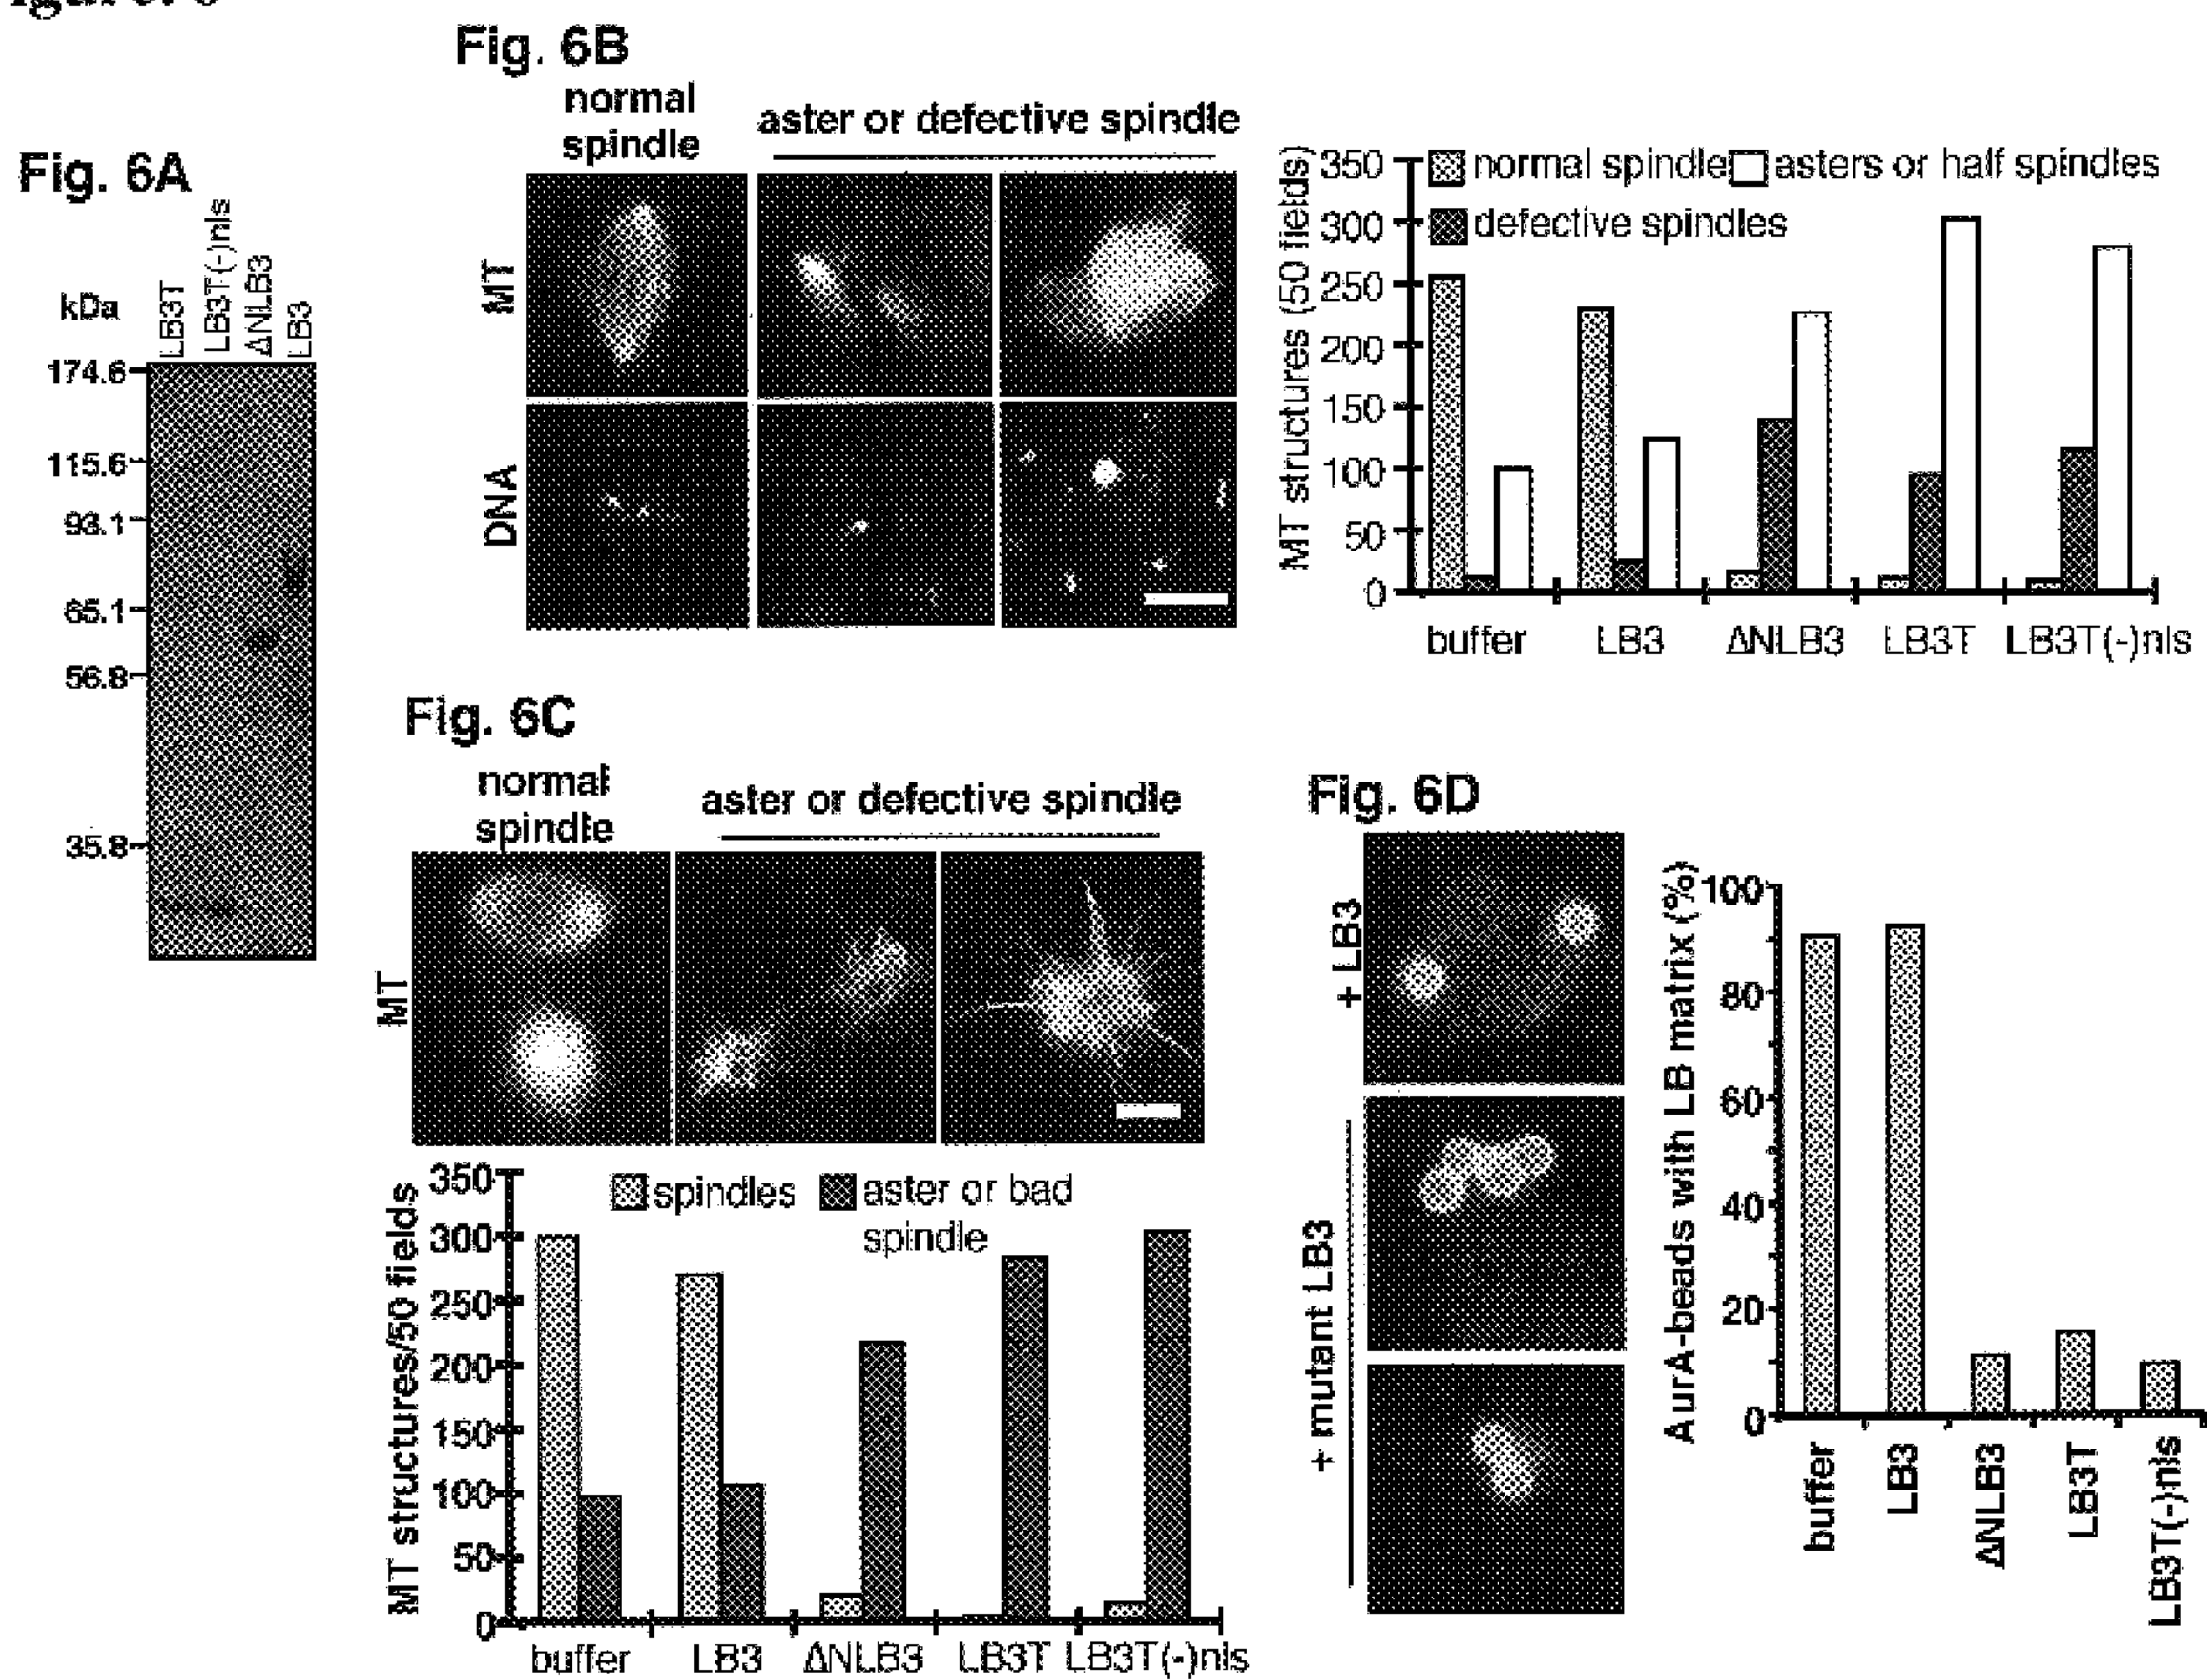 Fig. 6A
kDa
LB3T
LB3T(-)nls
ΔNLB3
LB3
174.6
115.6
93.1
65.1
56.8
35.8
Fig. 6B
normal
spindle
aster or defective spindle
MT
DNA
MT structures (50 fields)
350
300
250
200
150
100
50
0
normal spindle
asters or half spindles
defective spindles
buffer
LB3
ΔNLB3
LB3T
LB3T(-)nls
Fig. 6C
normal
spindle
aster or defective spindle
MT
MT structures/50 fields
350
300
250
200
150
100
50
0
spindles
aster or bad
spindle
buffer
LB3
ΔNLB3
LB3T
LB3T(-)nls
Fig. 6D
+ LB3
+ mutant LB3
AurA-beads with LB matrix (%)
100
80
60
40
20
0
buffer
LB3
ΔNLB3
LB3T
LB3T(-)nls